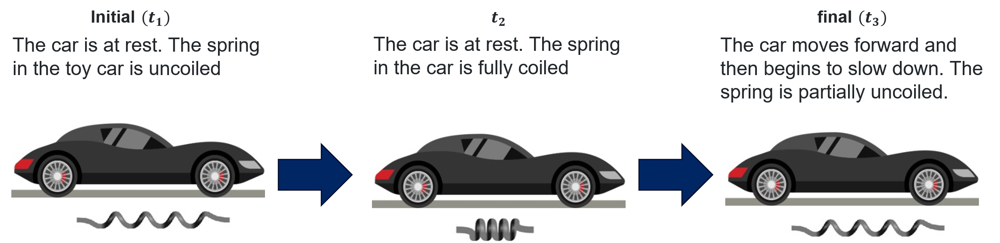 Initial (t₁)
The car is at rest. The spring
in the toy car is uncoiled
t₂
The car is at rest. The spring
in the car is fully coiled
final (t₃)
The car moves forward and
then begins to slow down. The
spring is partially uncoiled.